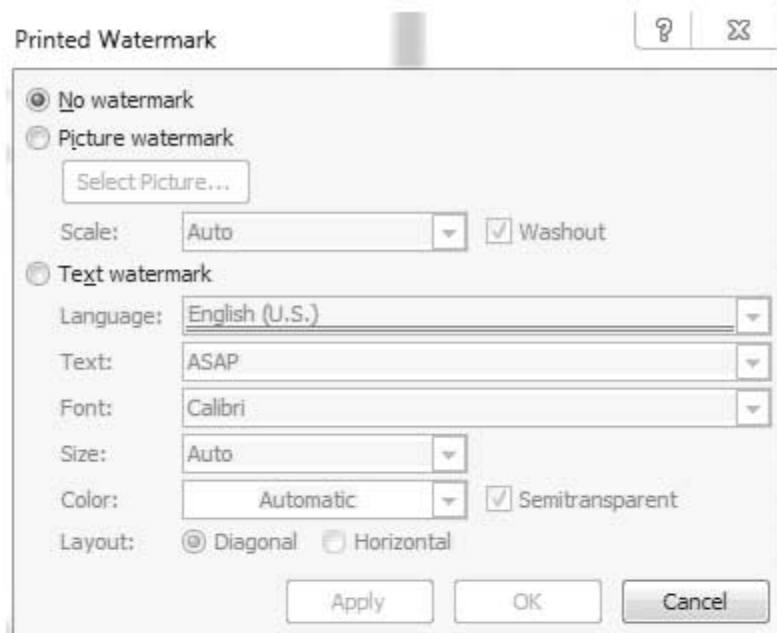 Printed Watermark ?
No watermark
Picture watermark
Select Picture...
Scale: Auto Washout
Text watermark
Language: English (U.S.)
Text: ASAP
Font: Calibri
Size: Auto
Color: Automatic Semitransparent
Layout: Diagonal Horizontal
Apply OK Cancel